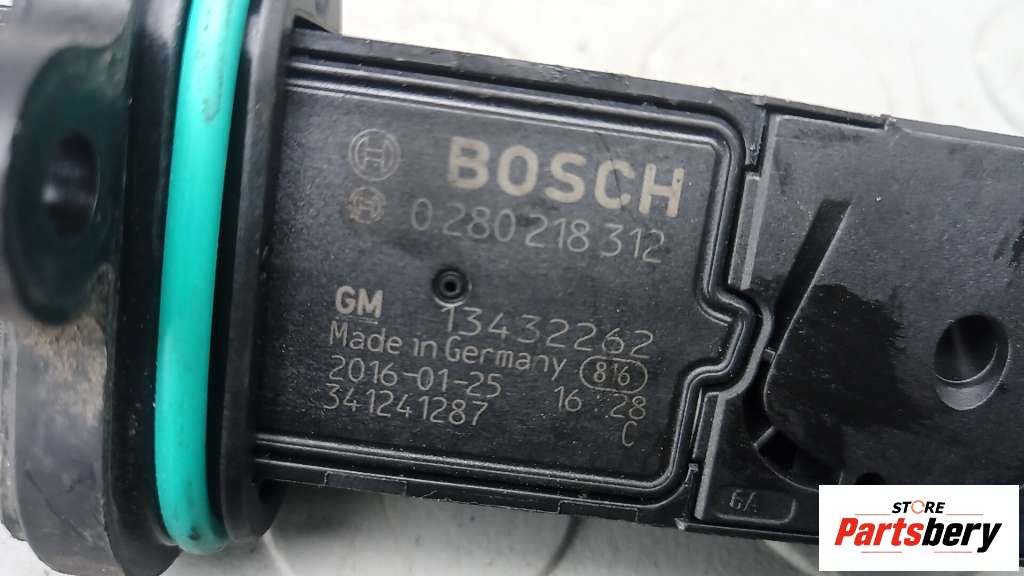 BOSCH
0 280 218 312
GM 13432262
Made in Germany 816
2016-01-25 16 28
341241287 C
GA
STORE
Partsbery